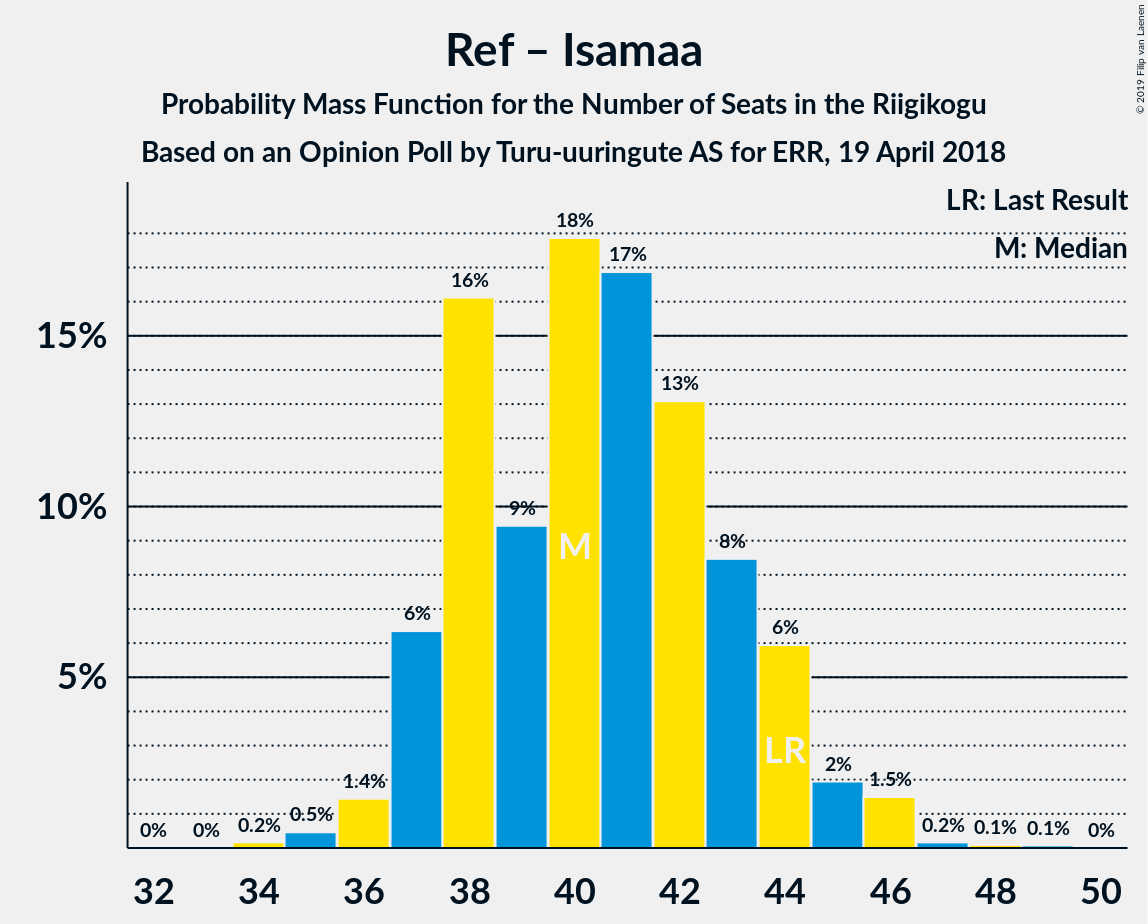 Ref – Isamaa
Probability Mass Function for the Number of Seats in the Riigikogu
Based on an Opinion Poll by Turu-uuringute AS for ERR, 19 April 2018
© 2019 Filip van Laenen
LR: Last Result
M: Median
15%
10%
5%
0% 0% 0.2% 0.5% 1.4% 6% 16% 9% 18% 17% 13% 8% 6% 2% 1.5% 0.2% 0.1% 0.1% 0%
M
LR
32 34 36 38 40 42 44 46 48 50